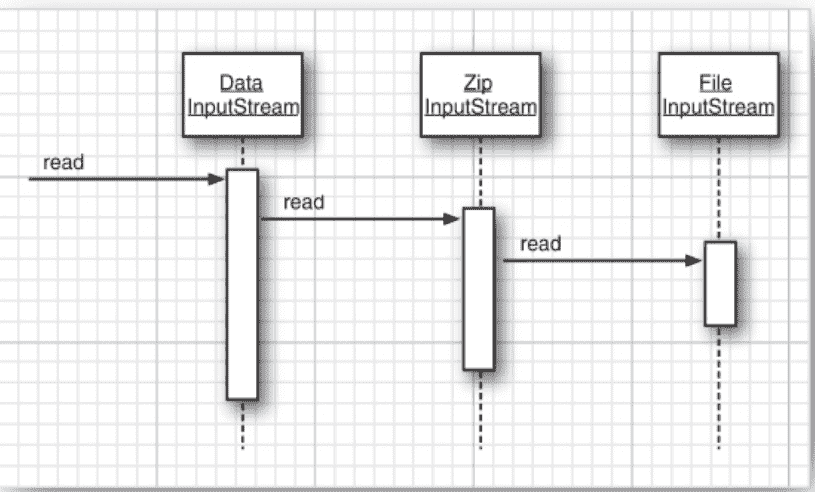 Data
InputStream
Zip
InputStream
File
InputStream
read
read
read